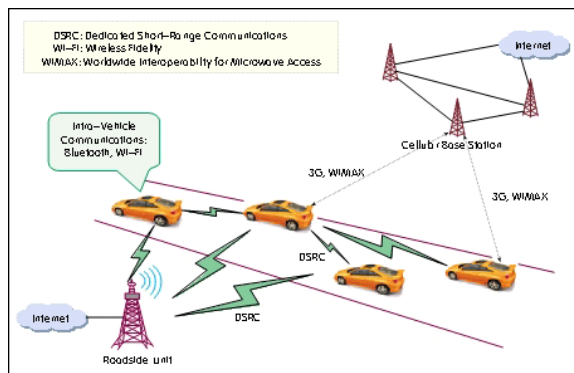 DSRC: Dedicated Short-Range Communications
Wi-Fi: Wireless Fidelity
WiMAX: Worldwide Interoperability for Microwave Access
Internet
Intra-Vehicle
Communications:
Bluetooth, Wi-Fi
Cellular Base Station
3G, WiMAX
3G, WiMAX
DSRC
Internet
DSRC
Roadside unit